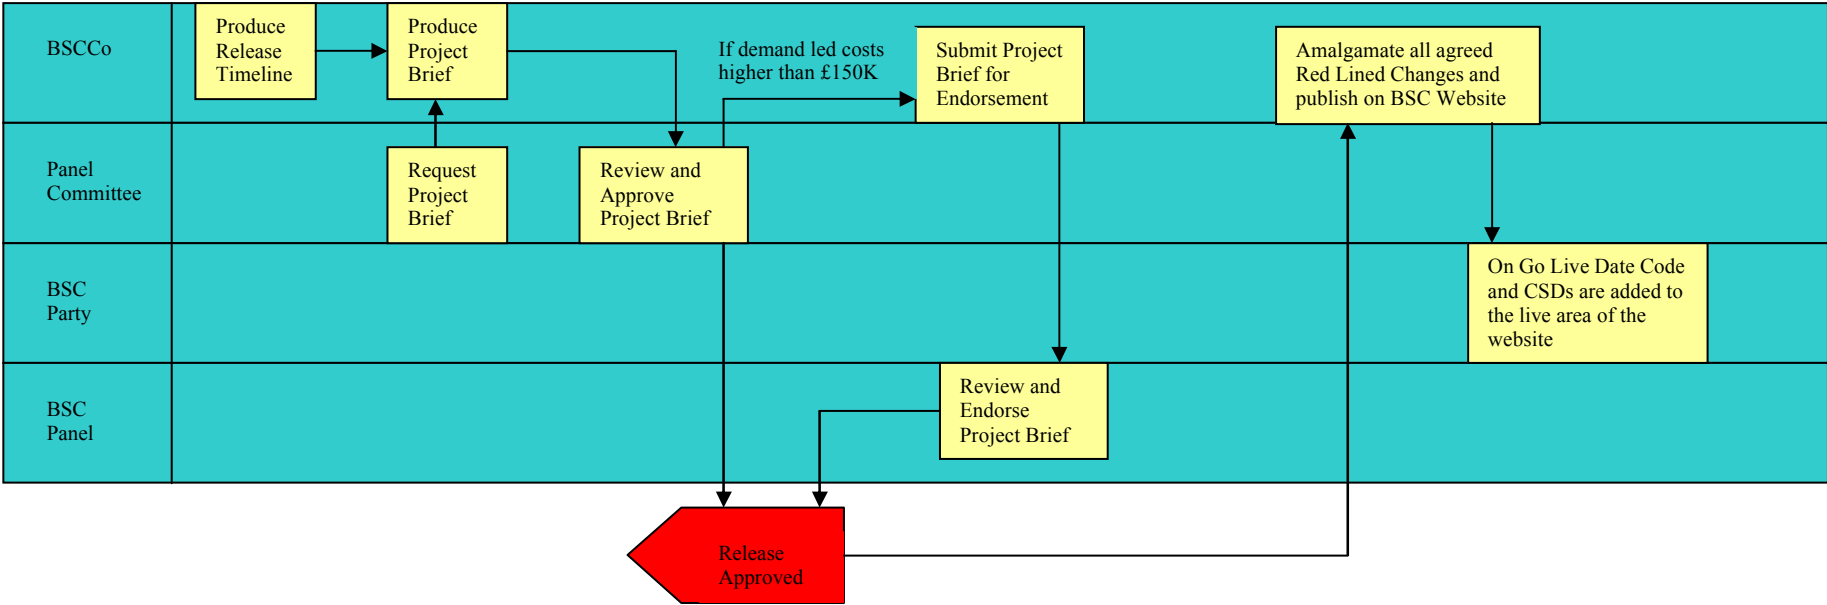 BSCCo
Produce
Release
Timeline
Produce
Project
Brief
If demand led costs
higher than £150K
Submit Project
Brief for
Endorsement
Amalgamate all agreed
Red Lined Changes and
publish on BSC Website
Panel
Committee
Request
Project
Brief
Review and
Approve
Project Brief
BSC
Party
On Go Live Date Code
and CSDs are added to
the live area of the
website
BSC
Panel
Review and
Endorse
Project Brief
Release
Approved